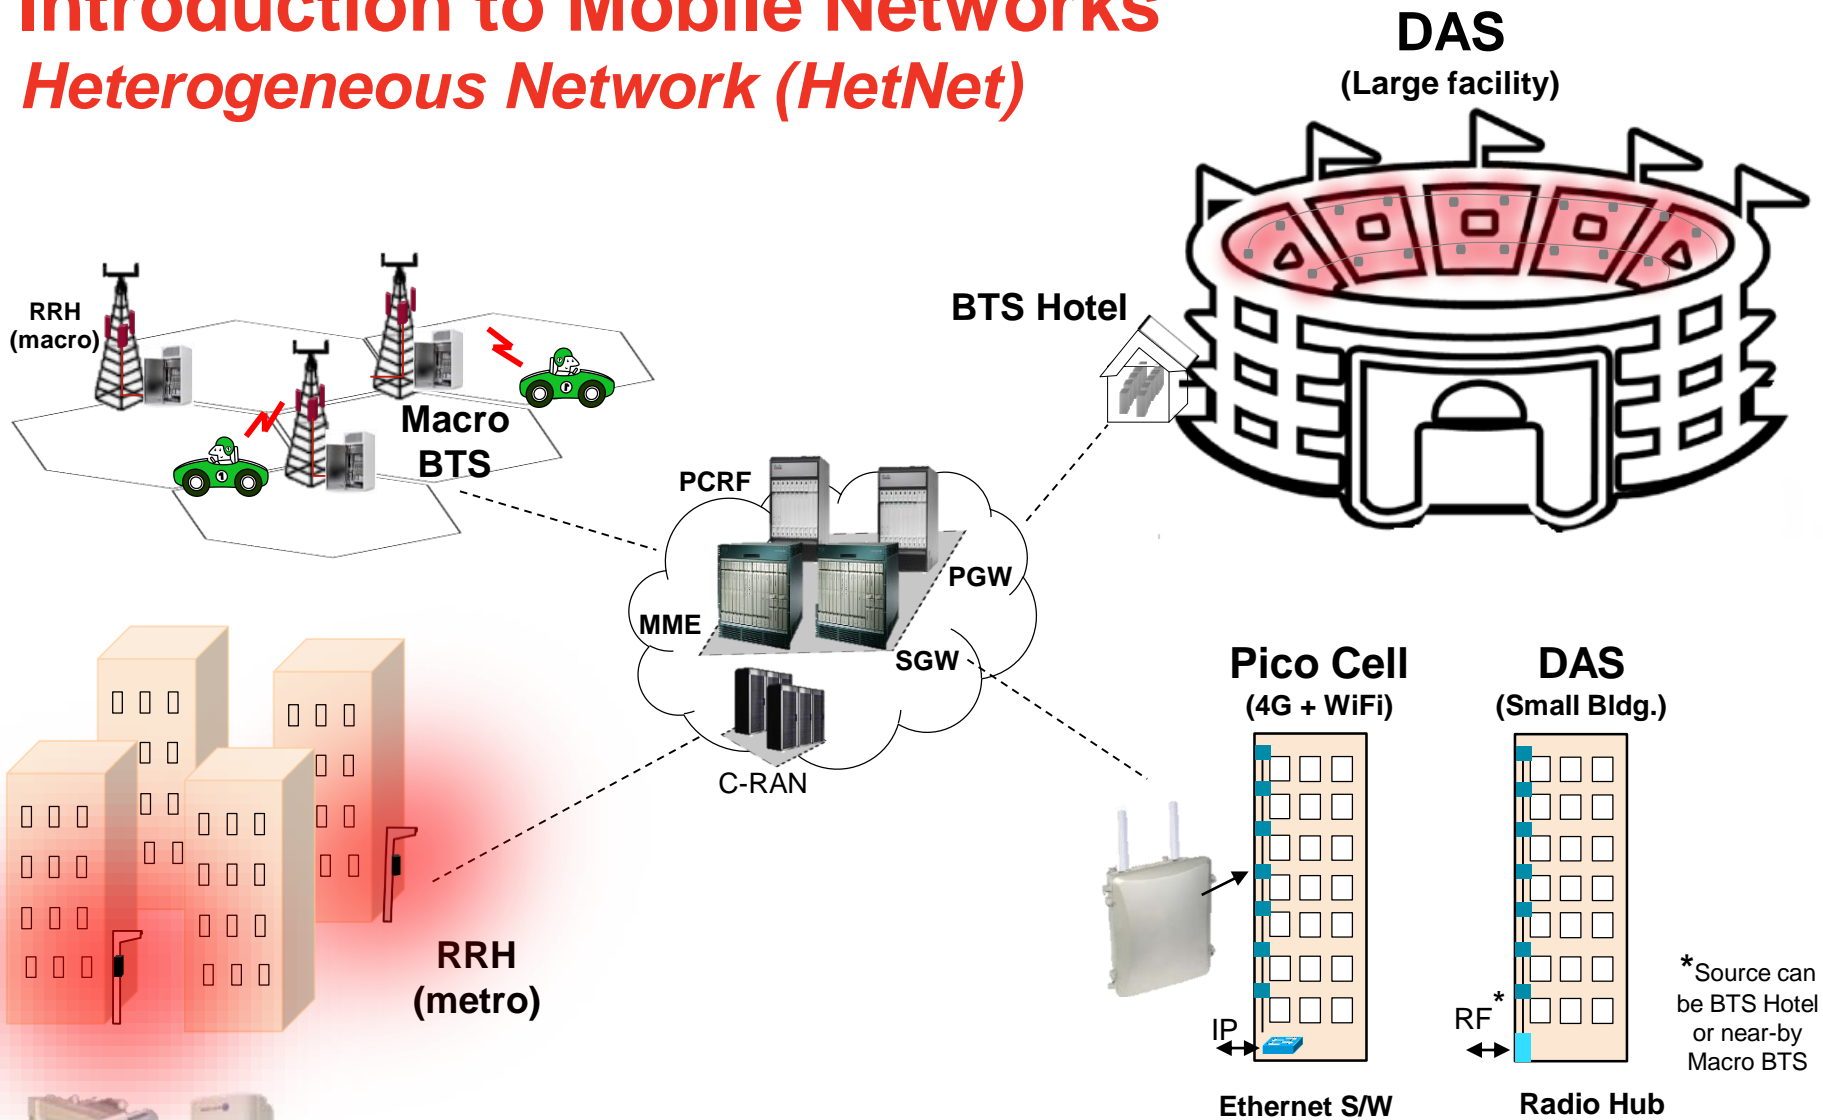 Introduction to Mobile Networks
Heterogeneous Network (HetNet)
DAS
(Large facility)
RRH
(macro)
BTS Hotel
Macro
BTS
PCRF
PGW
MME
SGW
C-RAN
RRH
(metro)
Pico Cell
(4G + WiFi)
DAS
(Small Bldg.)
IP
RF*
*Source can
be BTS Hotel
or near-by
Macro BTS
Ethernet S/W
Radio Hub